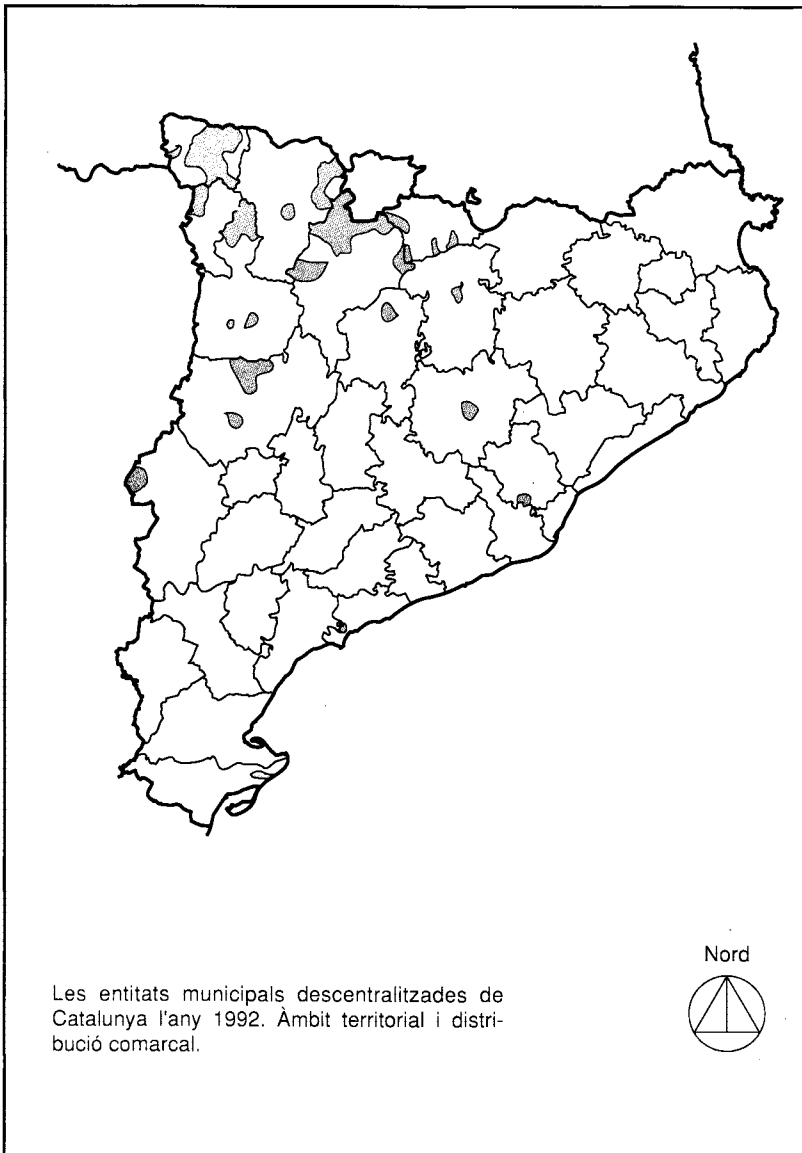 Nord
Les entitats municipals descentralitzades de
Catalunya l'any 1992. Àmbit territorial i distri-
bució comarcal.